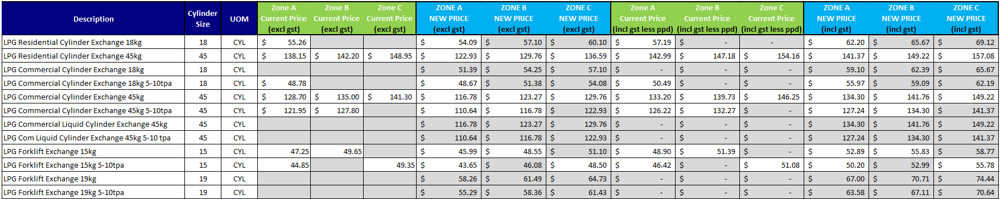 Description Cylinder Size UOM Zone A Current Price (excl gst) Zone B Current Price (excl gst) Zone C Current Price (excl gst) ZONE A NEW PRICE (excl gst) ZONE B NEW PRICE (excl gst) ZONE C NEW PRICE (excl gst) Zone A Current Price (incl gst less ppd) Zone B Current Price (incl gst less ppd) Zone C Current Price (incl gst less ppd) ZONE A NEW PRICE (incl gst) ZONE B NEW PRICE (incl gst) ZONE C NEW PRICE (incl gst)
LPG Residential Cylinder Exchange 18kg 18 CYL $ 55.26 $ 54.09 $ 57.10 $ 60.10 $ 57.19 $ - - $ 62.20 $ 65.67 $ 69.12
LPG Residential Cylinder Exchange 45kg 45 CYL $ 138.15 $ 142.20 $ 148.95 $ 122.93 $ 129.76 $ 136.59 $ 142.99 $ 147.18 $ 154.16 $ 141.37 $ 149.22 $ 157.08
LPG Commercial Cylinder Exchange 18kg 18 CYL $ 51.39 $ 54.25 $ 57.10 $ - $ - $ - $ 59.10 $ 62.39 $ 65.67
LPG Commercial Cylinder Exchange 18kg 5-10tpa 18 CYL $ 48.78 $ 48.67 $ 51.38 $ 54.08 $ 50.49 $ - $ - $ 55.97 $ 59.09 $ 62.19
LPG Commercial Cylinder Exchange 45kg 45 CYL $ 128.70 $ 135.00 $ 141.30 $ 116.78 $ 123.27 $ 129.76 $ 133.20 $ 139.73 $ 146.25 $ 134.30 $ 141.76 $ 149.22
LPG Commercial Cylinder Exchange 45kg 5-10tpa 45 CYL $ 121.95 $ 127.80 $ 110.64 $ 116.78 $ 122.93 $ 126.22 $ 132.27 $ - $ 127.24 $ 134.30 $ 141.37
LPG Commercial Liquid Cylinder Exchange 45kg 45 CYL $ 116.78 $ 123.27 $ 129.76 $ - $ - $ - $ 134.30 $ 141.76 $ 149.22
LPG Com Liquid Cylinder Exchange 45kg 5-10 tpa 45 CYL $ 110.64 $ 116.78 $ 122.93 $ - $ - $ - $ 127.24 $ 134.30 $ 141.37
LPG Forklift Exchange 15kg 15 CYL 47.25 49.65 $ 45.99 $ 48.55 $ 51.10 $ 48.90 $ 51.39 $ - $ 52.89 $ 55.83 $ 58.77
LPG Forklift Exchange 15kg 5-10tpa 15 CYL 44.85 49.35 $ 43.65 $ 46.08 $ 48.50 $ 46.42 $ - $ 51.08 $ 50.20 $ 52.99 $ 55.78
LPG Forklift Exchange 19kg 19 CYL $ 58.26 $ 61.49 $ 64.73 $ - $ - $ - $ 67.00 $ 70.71 $ 74.44
LPG Forklift Exchange 19kg 5-10tpa 19 CYL $ 55.29 $ 58.36 $ 61.43 $ - $ - $ - $ 63.58 $ 67.11 $ 70.64